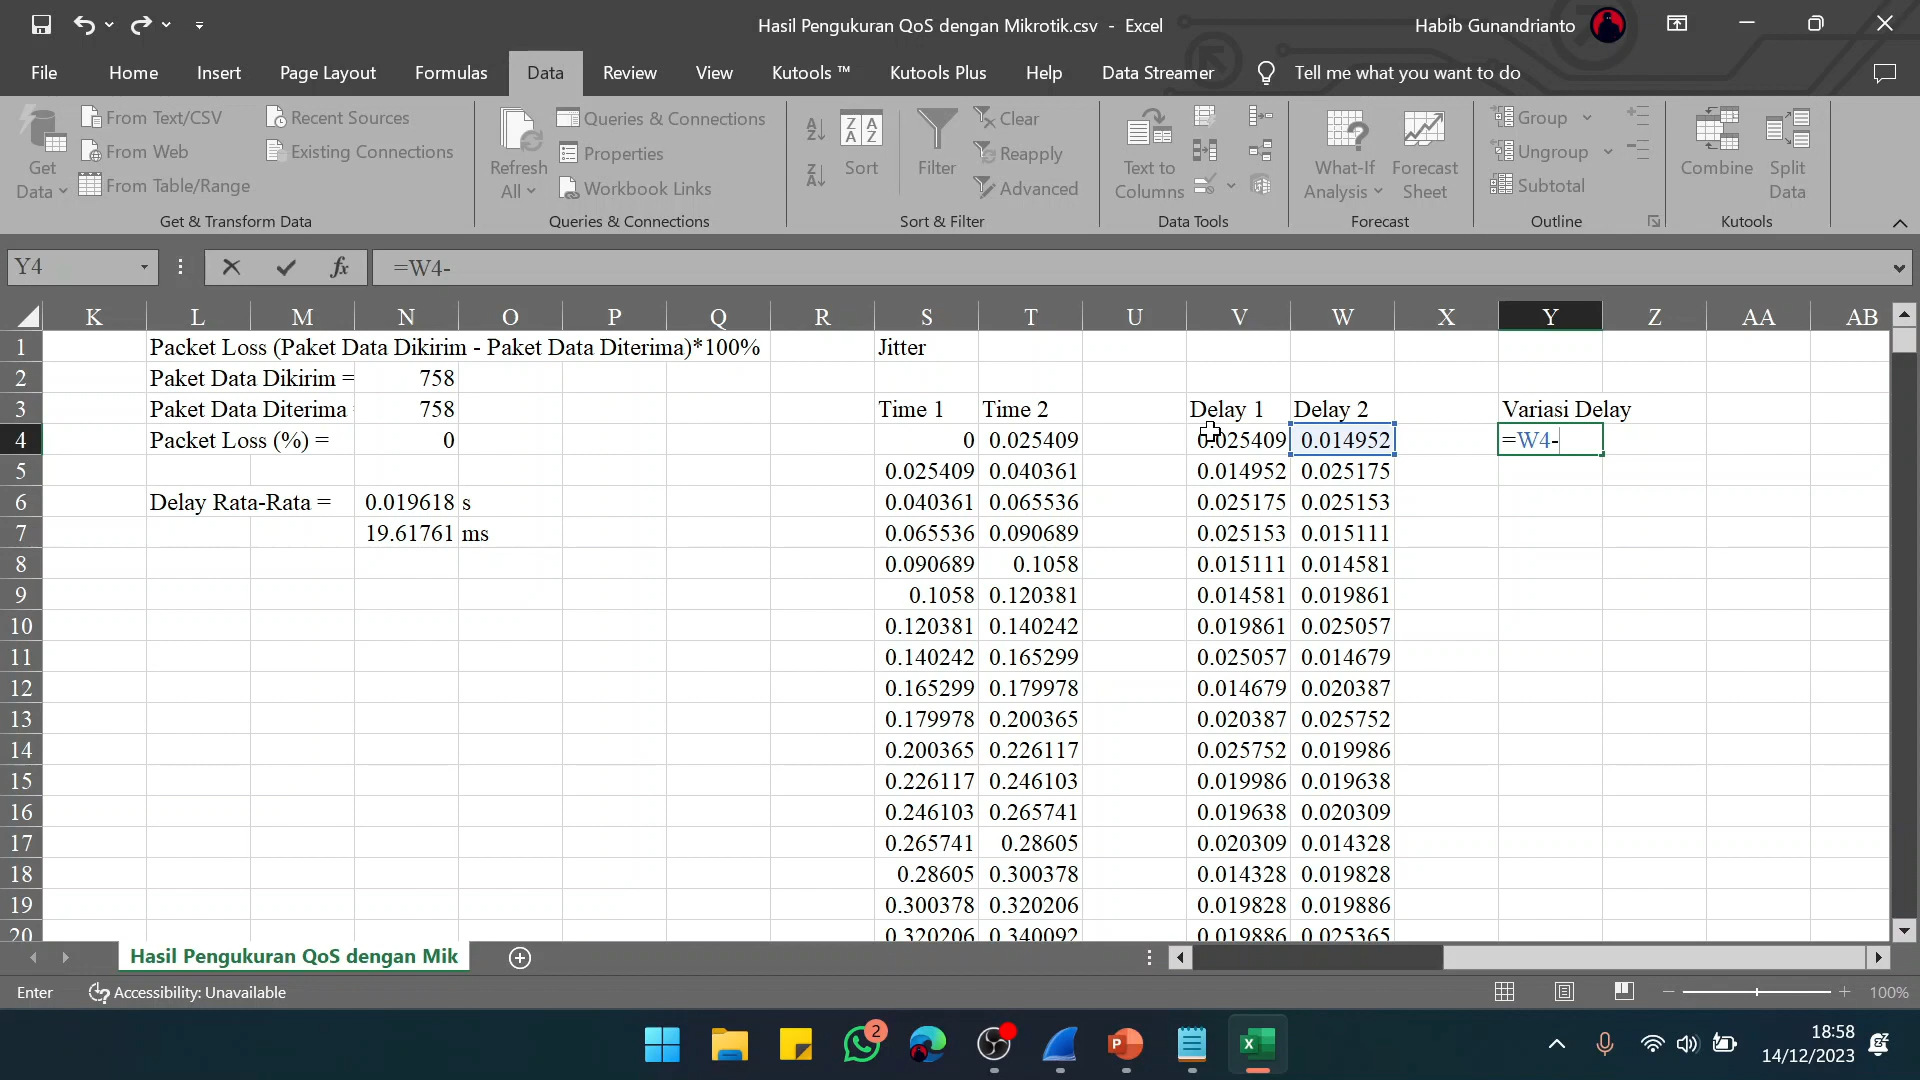 Hasil Pengukuran QoS dengan Mikrotik.csv - Excel
Habib Gunandrianto
File Home Insert Page Layout Formulas Data Review View Kutools ™ Kutools Plus Help Data Streamer Tell me what you want to do
Get Data
From Text/CSV
From Web
From Table/Range
Recent Sources
Existing Connections
Get & Transform Data
Refresh All
Queries & Connections
Properties
Workbook Links
Queries & Connections
Sort
Filter
Clear
Reapply
Advanced
Sort & Filter
Text to Columns
Data Tools
What-If Analysis
Forecast Sheet
Forecast
Group
Ungroup
Subtotal
Outline
Combine
Split Data
Kutools
Y4 fx =W4-
K L M N O P Q R S T U V W X Y Z AA AB
1 Packet Loss (Paket Data Dikirim - Paket Data Diterima)*100% Jitter
2 Paket Data Dikirim = 758
3 Paket Data Diterima 758 Time 1 Time 2 Delay 1 Delay 2 Variasi Delay
4 Packet Loss (%) = 0 0 0.025409 0.025409 0.014952 =W4-
5 0.025409 0.040361 0.014952 0.025175
6 Delay Rata-Rata = 0.019618 s 0.040361 0.065536 0.025175 0.025153
7 19.61761 ms 0.065536 0.090689 0.025153 0.015111
8 0.090689 0.1058 0.015111 0.014581
9 0.1058 0.120381 0.014581 0.019861
10 0.120381 0.140242 0.019861 0.025057
11 0.140242 0.165299 0.025057 0.014679
12 0.165299 0.179978 0.014679 0.020387
13 0.179978 0.200365 0.020387 0.025752
14 0.200365 0.226117 0.025752 0.019986
15 0.226117 0.246103 0.019986 0.019638
16 0.246103 0.265741 0.019638 0.020309
17 0.265741 0.28605 0.020309 0.014328
18 0.28605 0.300378 0.014328 0.019828
19 0.300378 0.320206 0.019828 0.019886
20 0.320206 0.340092 0.019886 0.025365
Hasil Pengukuran QoS dengan Mik
Enter Accessibility: Unavailable 100%
2
18:58
14/12/2023